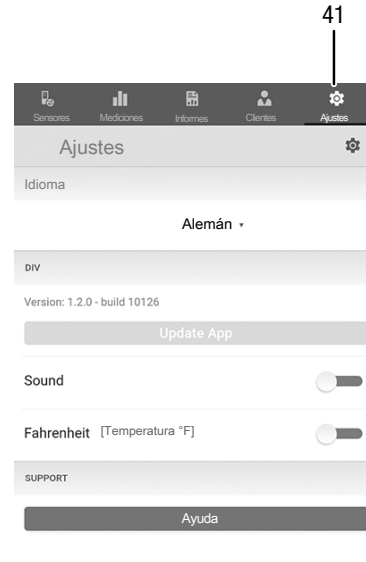 41
Sensores Mediciones Informes Clientes Ajustes
Ajustes
Idioma
Alemán
DIV
Version: 1.2.0 - build 10126
Update App
Sound
Fahrenheit [Temperatura °F]
SUPPORT
Ayuda